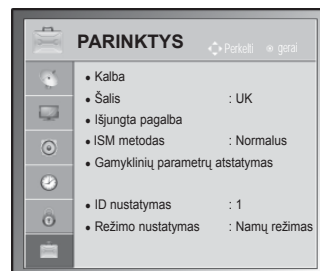 PARINKTYS Perkelti gerai
• Kalba
• Šalis : UK
• Išjungta pagalba
• ISM metodas : Normalus
• Gamyklinių parametrų atstatymas
• ID nustatymas : 1
• Režimo nustatymas : Namų režimas